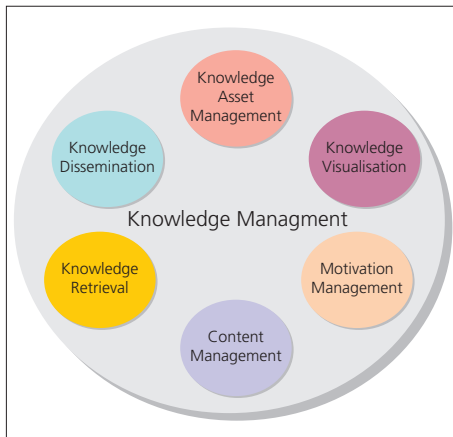 Knowledge
Asset
Management
Knowledge
Dissemination
Knowledge
Visualisation
Knowledge Managment
Knowledge
Retrieval
Motivation
Management
Content
Management